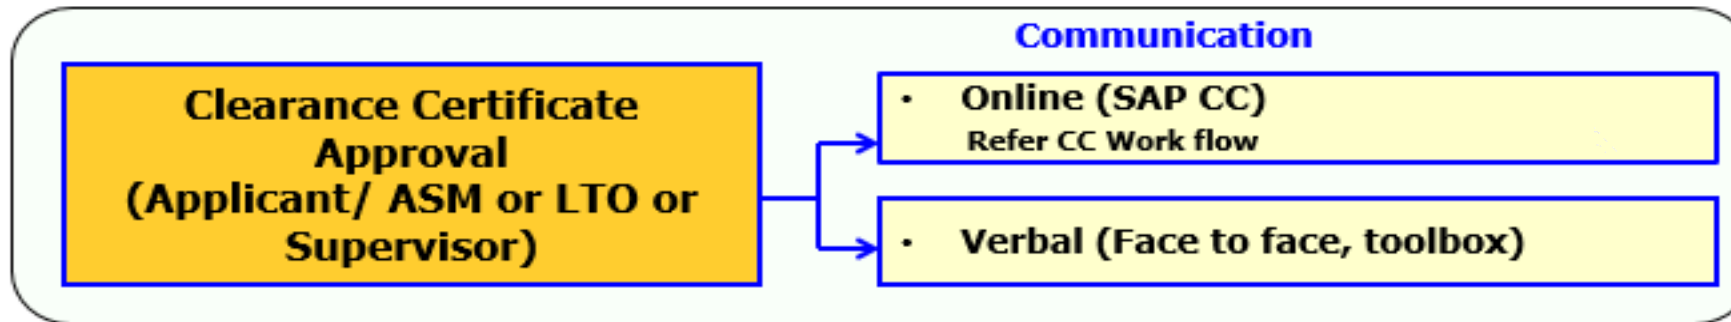 Communication
Clearance Certificate
Approval
(Applicant/ ASM or LTO or
Supervisor)
• Online (SAP CC)
Refer CC Work flow
• Verbal (Face to face, toolbox)